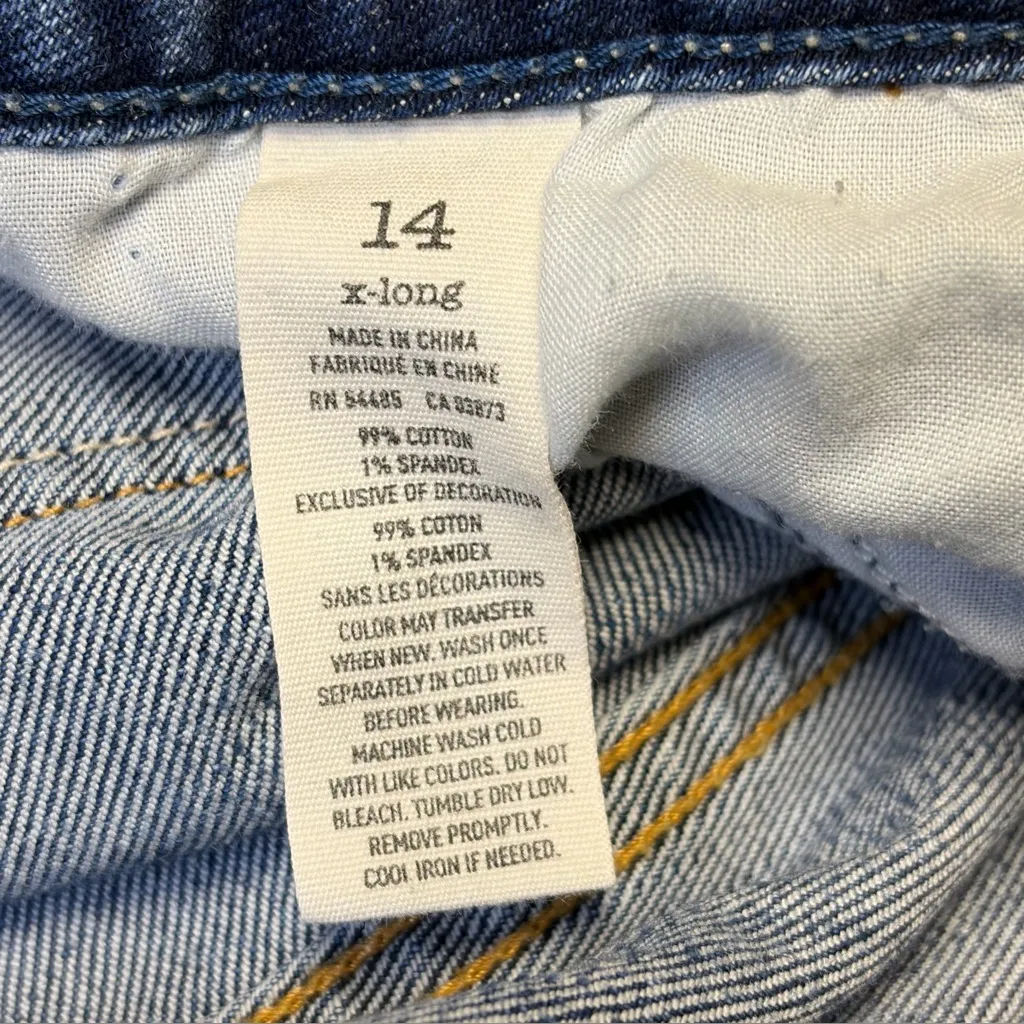 14
x-long
MADE IN CHINA
FABRIQUÉ EN CHINE
RN 54485 CA 03873
99% COTTON
1% SPANDEX
EXCLUSIVE OF DECORATION
99% COTON
1% SPANDEX
SANS LES DÉCORATIONS
COLOR MAY TRANSFER
WHEN NEW. WASH ONCE
SEPARATELY IN COLD WATER
BEFORE WEARING.
MACHINE WASH COLD
WITH LIKE COLORS. DO NOT
BLEACH. TUMBLE DRY LOW.
REMOVE PROMPTLY.
COOL IRON IF NEEDED.